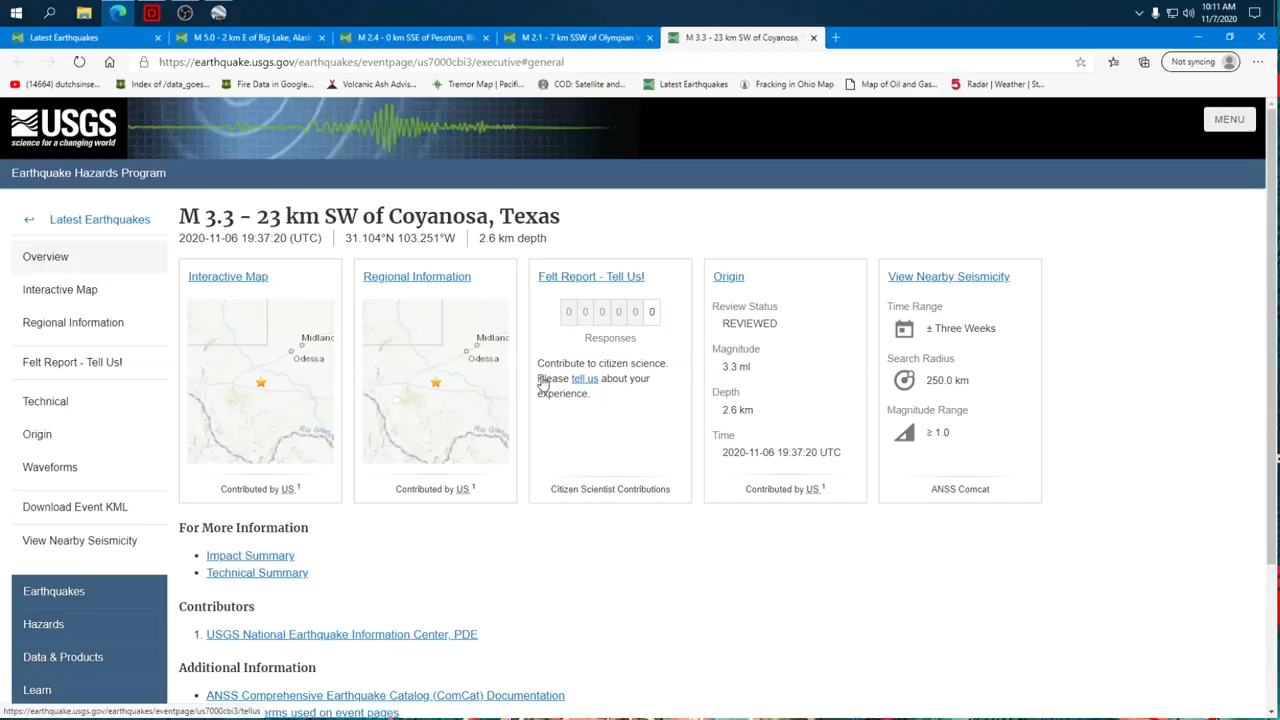 10:11 AM
11/7/2020
Latest Earthquakes
M 5.0 - 2 km E of Big Lake, Alask
M 2.4 - 0 km SSE of Pesotum, Ill
M 2.1 - 7 km SSW of Olympian V
M 3.3 - 23 km SW of Coyanosa, T
https://earthquake.usgs.gov/earthquakes/eventpage/us7000cbi3/executive#general
Not syncing
(14664) dutchsinse...
Index of /data_goes...
Fire Data in Google...
Volcanic Ash Advis...
Tremor Map | Pacifi...
COD: Satellite and...
Latest Earthquakes
Fracking in Ohio Map
Map of Oil and Gas...
Radar | Weather | St...
USGS
science for a changing world
MENU
Earthquake Hazards Program
Latest Earthquakes
Overview
Interactive Map
Regional Information
Felt Report - Tell Us!
Technical
Origin
Waveforms
Download Event KML
View Nearby Seismicity
Earthquakes
Hazards
Data & Products
Learn
M 3.3 - 23 km SW of Coyanosa, Texas
2020-11-06 19:37:20 (UTC) 31.104°N 103.251°W 2.6 km depth
Interactive Map
Midland
Odessa
Rio Grande
Contributed by US 1
Regional Information
Midland
Odessa
Rio Grande
Contributed by US 1
Felt Report - Tell Us!
0 0 0 0 0 0
Responses
Contribute to citizen science.
Please tell us about your
experience.
Citizen Scientist Contributions
Origin
Review Status
REVIEWED
Magnitude
3.3 ml
Depth
2.6 km
Time
2020-11-06 19:37:20 UTC
Contributed by US 1
View Nearby Seismicity
Time Range
± Three Weeks
Search Radius
250.0 km
Magnitude Range
≥ 1.0
ANSS Comcat
For More Information
• Impact Summary
• Technical Summary
Contributors
1. USGS National Earthquake Information Center, PDE
Additional Information
• ANSS Comprehensive Earthquake Catalog (ComCat) Documentation
erms used on event pages
https://earthquake.usgs.gov/earthquakes/eventpage/us7000cbi3/tellus